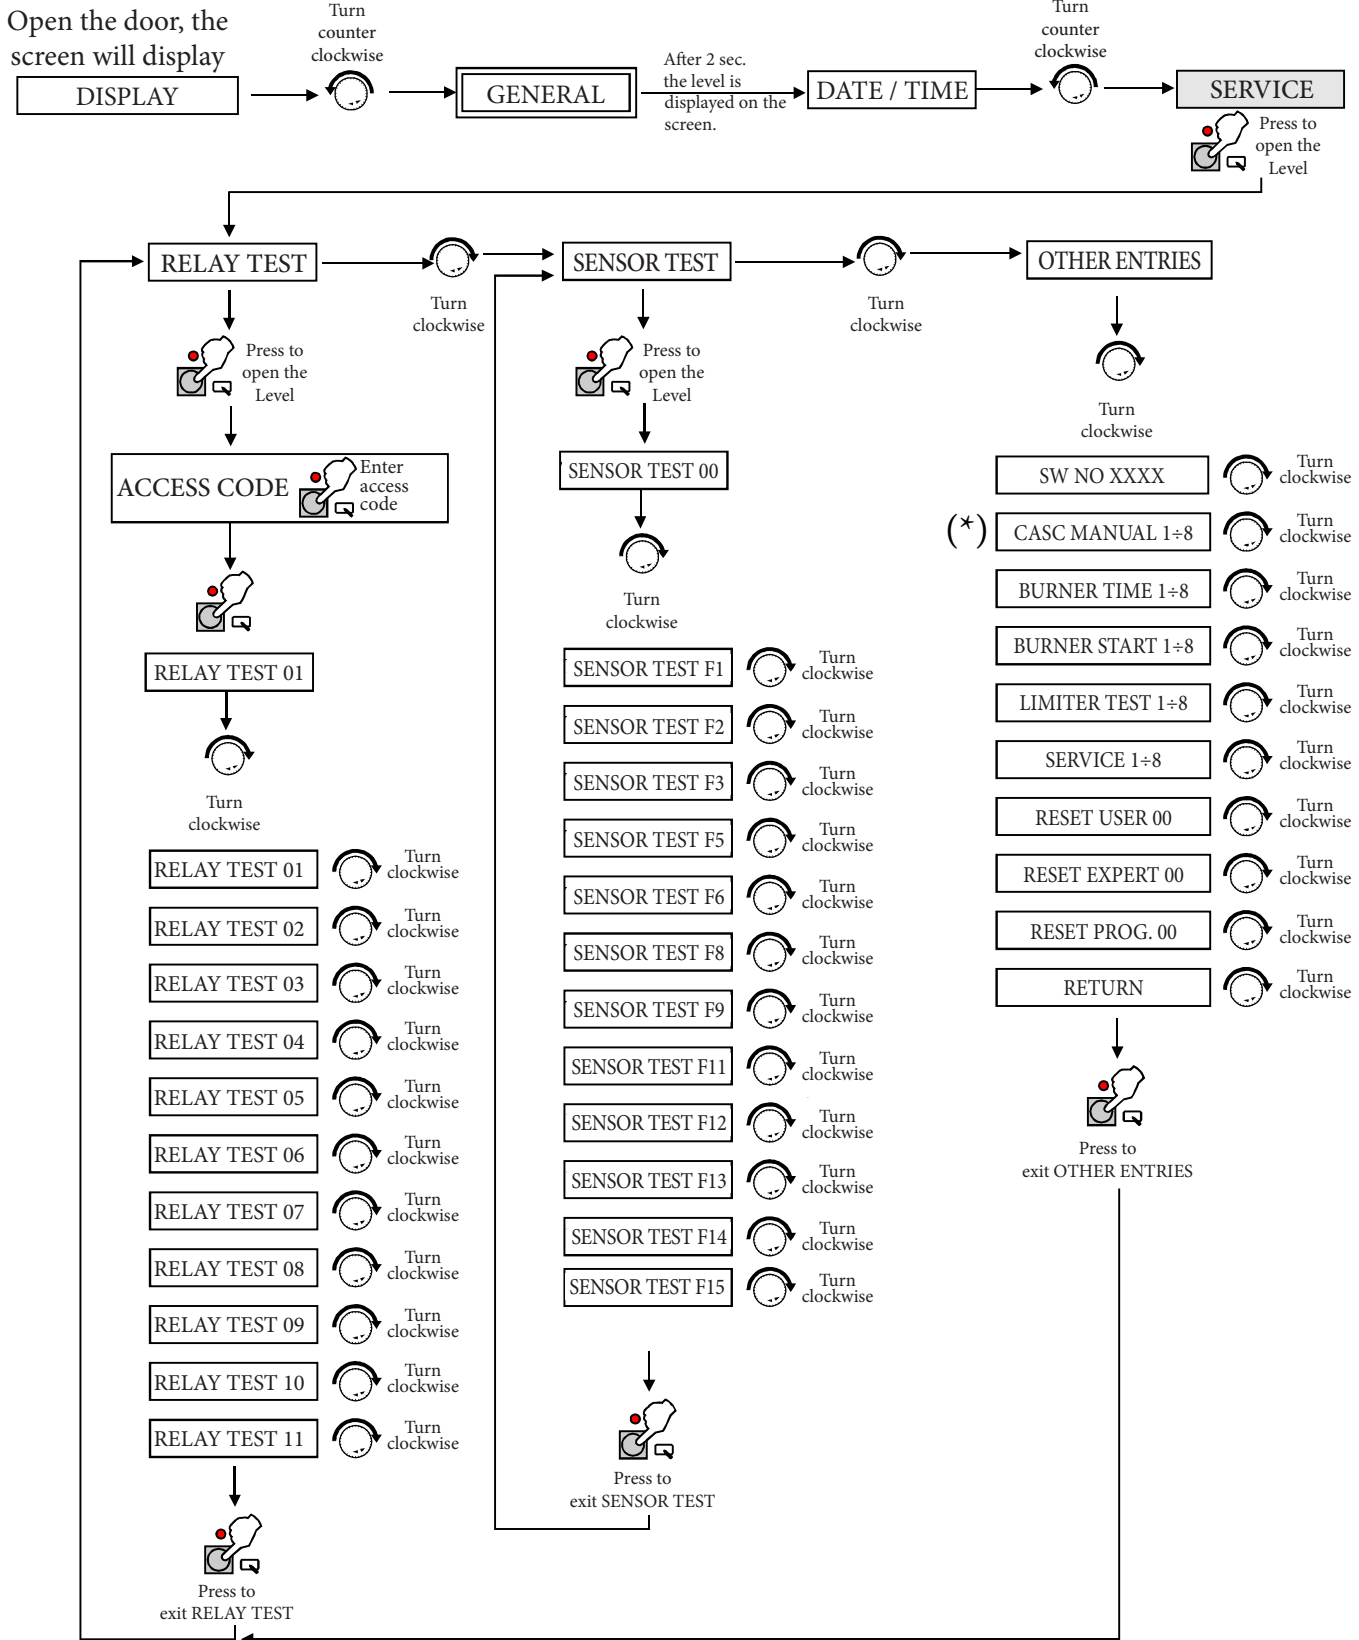 Open the door, the
screen will display
DISPLAY
Turn
counter
clockwise
GENERAL
After 2 sec.
the level is
displayed on the
screen.
DATE / TIME
Turn
counter
clockwise
SERVICE
Press to
open the
Level
RELAY TEST
Turn
clockwise
SENSOR TEST
Turn
clockwise
OTHER ENTRIES
Press to
open the
Level
ACCESS CODE
Enter
access
code
RELAY TEST 01
Turn
clockwise
RELAY TEST 01
Turn
clockwise
RELAY TEST 02
Turn
clockwise
RELAY TEST 03
Turn
clockwise
RELAY TEST 04
Turn
clockwise
RELAY TEST 05
Turn
clockwise
RELAY TEST 06
Turn
clockwise
RELAY TEST 07
Turn
clockwise
RELAY TEST 08
Turn
clockwise
RELAY TEST 09
Turn
clockwise
RELAY TEST 10
Turn
clockwise
RELAY TEST 11
Turn
clockwise
Press to
exit RELAY TEST
Press to
open the
Level
SENSOR TEST 00
Turn
clockwise
SENSOR TEST F1
Turn
clockwise
SENSOR TEST F2
Turn
clockwise
SENSOR TEST F3
Turn
clockwise
SENSOR TEST F5
Turn
clockwise
SENSOR TEST F6
Turn
clockwise
SENSOR TEST F8
Turn
clockwise
SENSOR TEST F9
Turn
clockwise
SENSOR TEST F11
Turn
clockwise
SENSOR TEST F12
Turn
clockwise
SENSOR TEST F13
Turn
clockwise
SENSOR TEST F14
Turn
clockwise
SENSOR TEST F15
Turn
clockwise
Press to
exit SENSOR TEST
Turn
clockwise
SW NO XXXX
Turn
clockwise
(*) CASC MANUAL 1÷8
Turn
clockwise
BURNER TIME 1÷8
Turn
clockwise
BURNER START 1÷8
Turn
clockwise
LIMITER TEST 1÷8
Turn
clockwise
SERVICE 1÷8
Turn
clockwise
RESET USER 00
Turn
clockwise
RESET EXPERT 00
Turn
clockwise
RESET PROG. 00
Turn
clockwise
RETURN
Turn
clockwise
Press to
exit OTHER ENTRIES